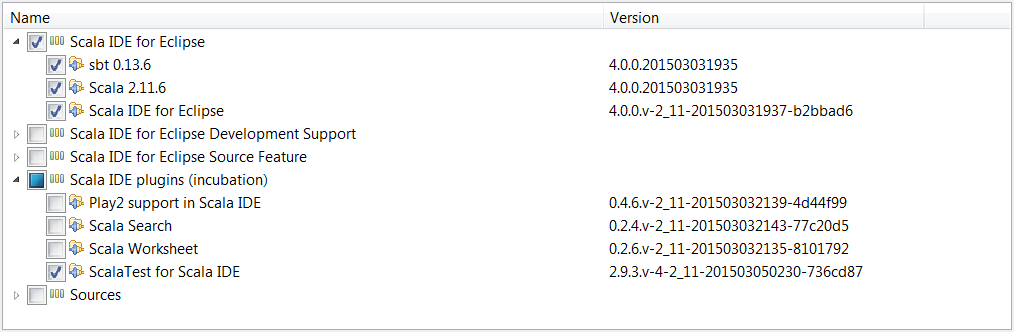 Name Version
Scala IDE for Eclipse
sbt 0.13.6 4.0.0.201503031935
Scala 2.11.6 4.0.0.201503031935
Scala IDE for Eclipse 4.0.0.v-2_11-201503031937-b2bbad6
Scala IDE for Eclipse Development Support
Scala IDE for Eclipse Source Feature
Scala IDE plugins (incubation)
Play2 support in Scala IDE 0.4.6.v-2_11-201503032139-4d44f99
Scala Search 0.2.4.v-2_11-201503032143-77c20d5
Scala Worksheet 0.2.6.v-2_11-201503032135-8101792
ScalaTest for Scala IDE 2.9.3.v-4-2_11-201503050230-736cd87
Sources